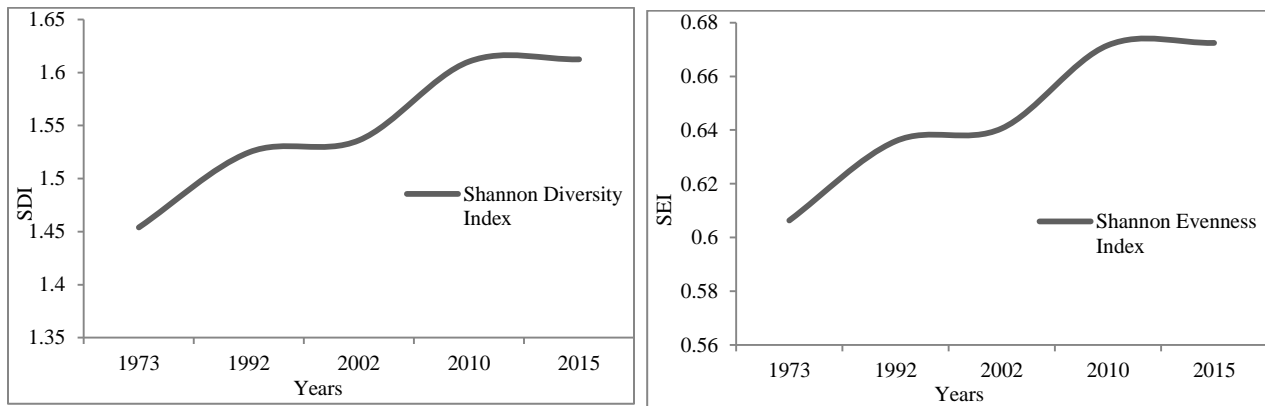 1.65
1.6
1.55
1.5
1.45
1.4
1.35
SDI
Shannon Diversity
Index
1973 1992 2002 2010 2015
Years
0.68
0.66
0.64
0.62
0.6
0.68
0.56
SEI
Shannon Evenness
Index
1973 1992 2002 2010 2015
Years